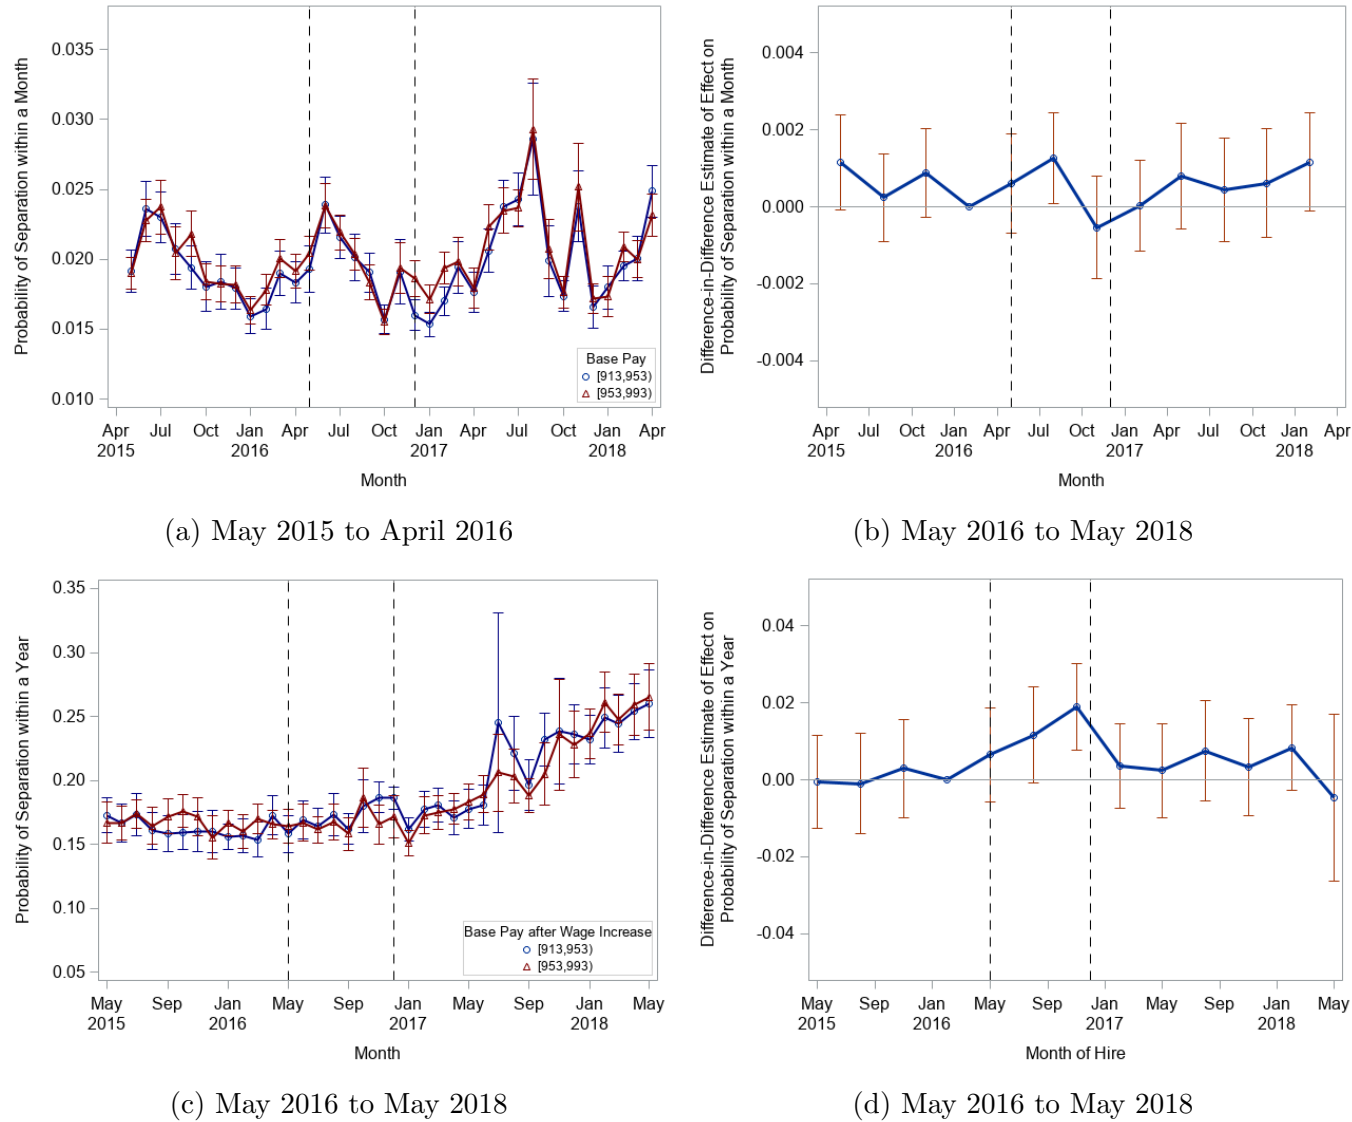 Probability of Separation within a Month
0.035
0.030
0.025
0.020
0.015
0.010
Base Pay
[913,953)
[953,993)
Apr Jul Oct Jan Apr Jul Oct Jan Apr Jul Oct Jan Apr
2015 2016 2017 2018
Month
(a) May 2015 to April 2016
Difference-in-Difference Estimate of Effect on
Probability of Separation within a Month
0.004
0.002
0.000
-0.002
-0.004
Apr Jul Oct Jan Apr Jul Oct Jan Apr Jul Oct Jan Apr
2015 2016 2017 2018
Month
(b) May 2016 to May 2018
Probability of Separation within a Year
0.35
0.30
0.25
0.20
0.15
0.10
0.05
Base Pay after Wage Increase
[913,953)
[953,993)
May Sep Jan May Sep Jan May Sep Jan May
2015 2016 2017 2018
Month
(c) May 2016 to May 2018
Difference-in-Difference Estimate of Effect on
Probability of Separation within a Year
0.04
0.02
0.00
-0.02
-0.04
May Sep Jan May Sep Jan May Sep Jan May
2015 2016 2017 2018
Month of Hire
(d) May 2016 to May 2018